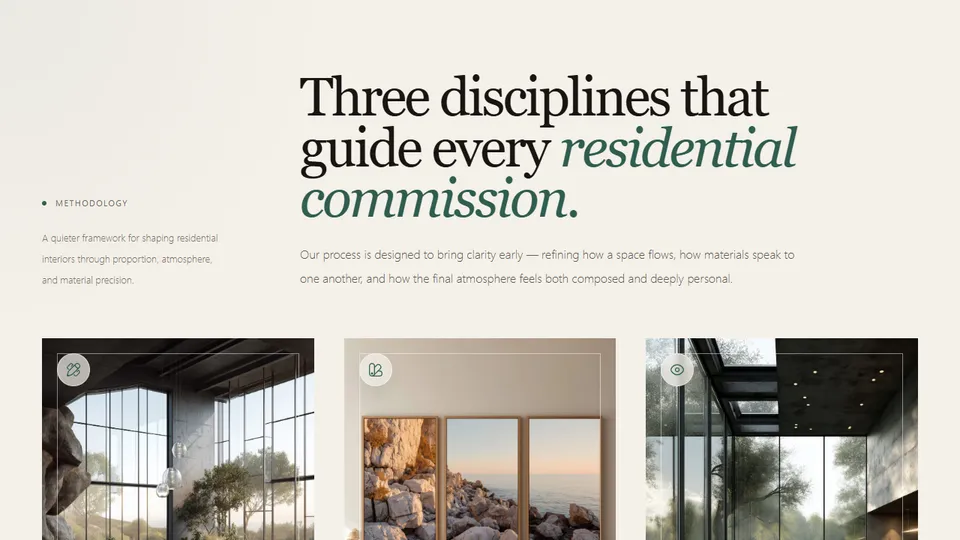 Three disciplines that
guide every residential
commission.
METHODOLOGY
A quieter framework for shaping residential
interiors through proportion, atmosphere,
and material precision.
Our process is designed to bring clarity early — refining how a space flows, how materials speak to
one another, and how the final atmosphere feels both composed and deeply personal.